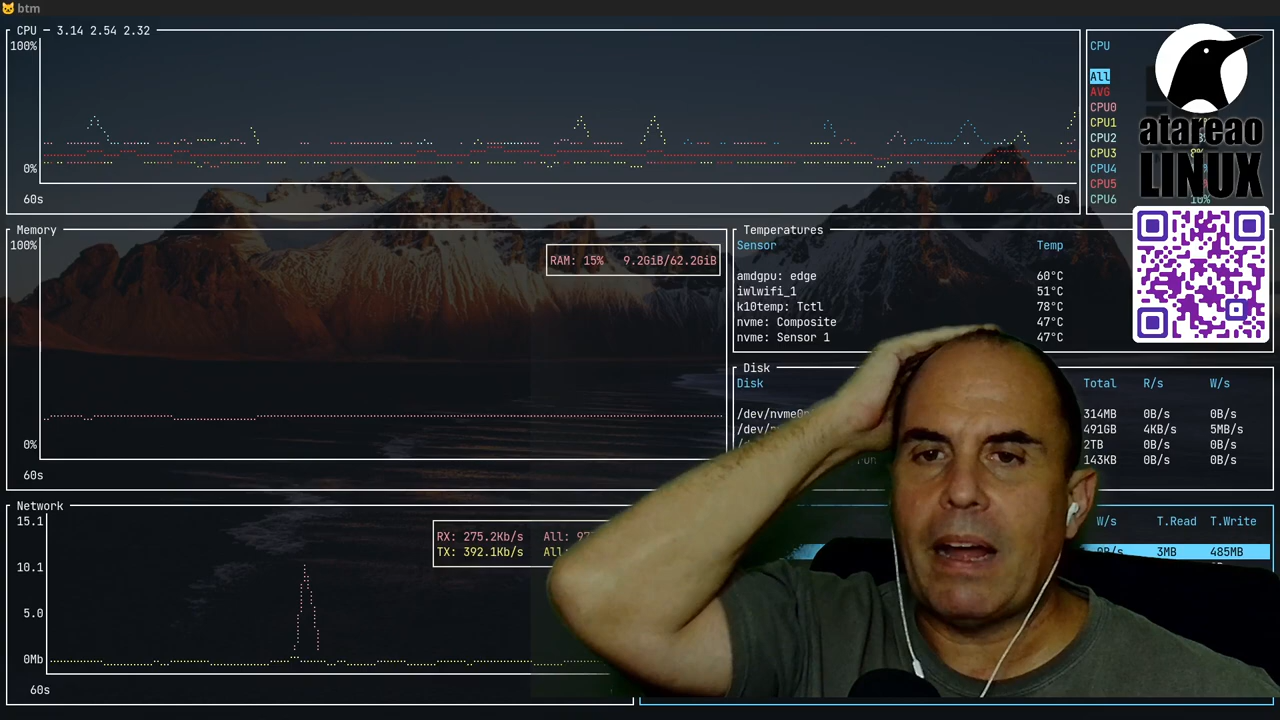 btm
CPU 3.14 2.54 2.32
100%
0%
60s
0s
CPU
All
AVG
CPU0
CPU1
CPU2
CPU3
CPU4
CPU5
CPU6 10%
atareao
LINUX
Memory
100%
RAM: 15% 9.2GiB/62.2GiB
0%
60s
Temperatures
Sensor Temp
amdgpu: edge 60°C
iwlwifi_1 51°C
k10temp: Tctl 78°C
nvme: Composite 47°C
nvme: Sensor 1 47°C
Disk
Disk Total R/s W/s
314MB 0B/s 0B/s
491GB 4KB/s 5MB/s
2TB 0B/s 0B/s
143KB 0B/s 0B/s
Network
15.1
10.1
5.0
0Mb
60s
RX: 275.2Kb/s All:
TX: 392.1Kb/s All:
W/s T.Read T.Write
3MB 485MB